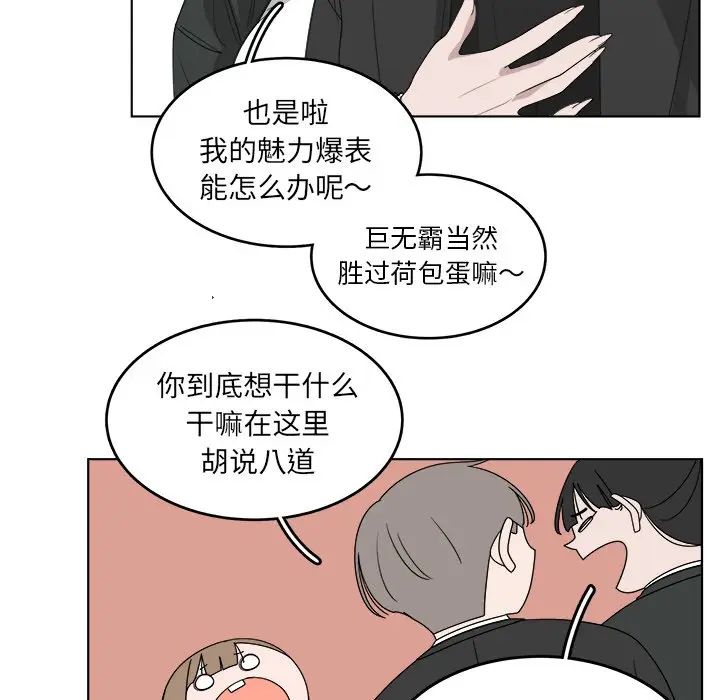 也是啦
我的魅力爆表
能怎么办呢～
巨无霸当然
胜过荷包蛋嘛～
你到底想干什么
干嘛在这里
胡说八道